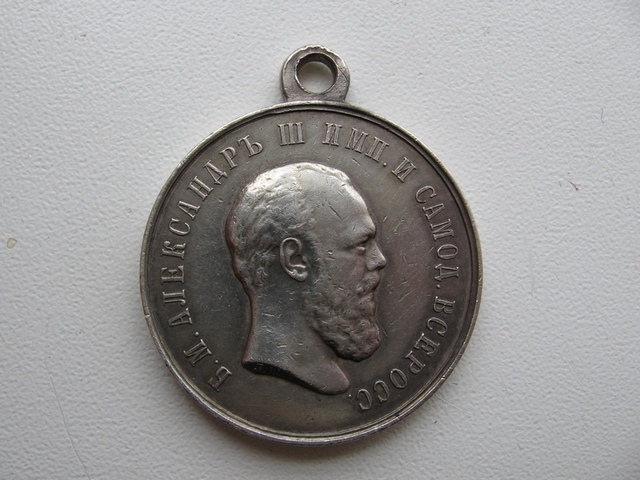 Б. М. АЛЕКСАНДРЪ III ИМП. И САМОД. ВСЕРОСС.